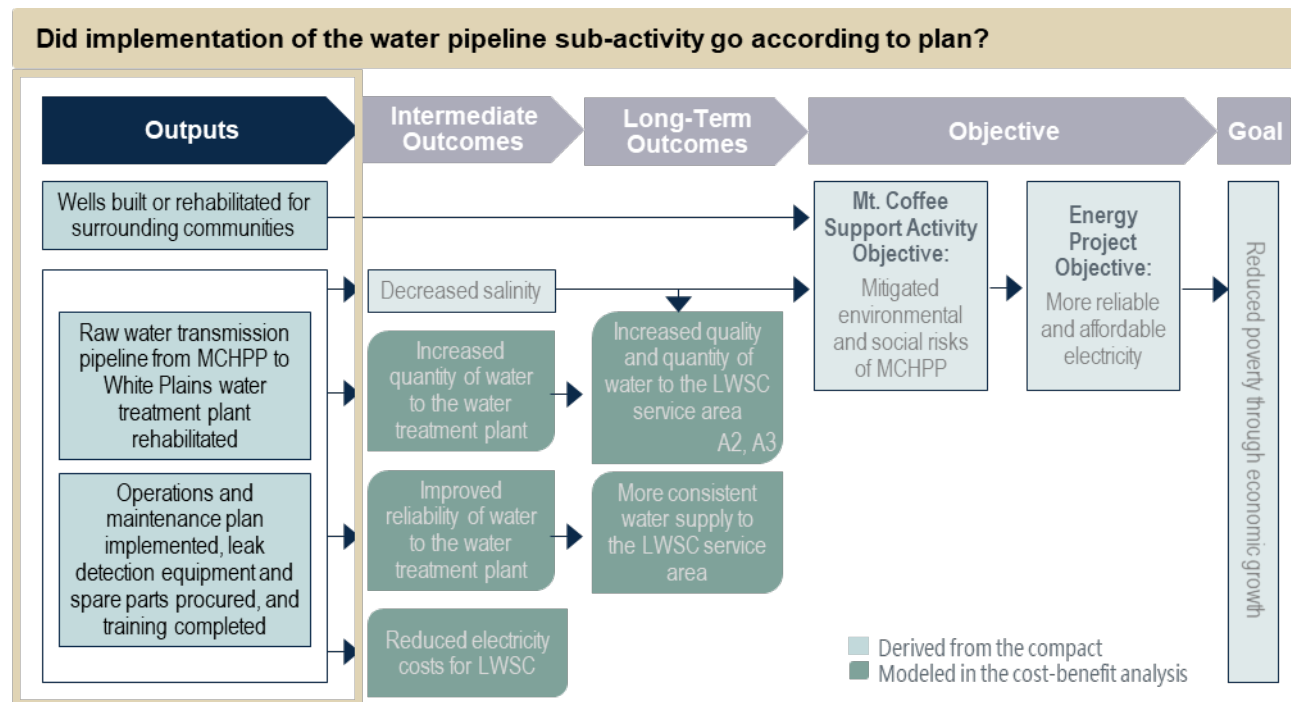 Did implementation of the water pipeline sub-activity go according to plan?
Outputs
Intermediate
Outcomes
Long-Term
Outcomes
Objective
Goal
Wells built or rehabilitated for
surrounding communities
Raw water transmission
pipeline from MCHPP to
White Plains water
treatment plant
rehabilitated
Operations and
maintenance plan
implemented, leak
detection equipment and
spare parts procured, and
training completed
Decreased salinity
Increased
quantity of water
to the water
treatment plant
Improved
reliability of water
to the water
treatment plant
Reduced electricity
costs for LWSC
Increased quality
and quantity of
water to the LWSC
service area
A2, A3
More consistent
water supply to
the LWSC service
area
Mt. Coffee
Support Activity
Objective:
Mitigated
environmental
and social risks
of MCHPP
Energy
Project
Objective:
More reliable
and affordable
electricity
Reduced poverty through economic growth
Derived from the compact
Modeled in the cost-benefit analysis